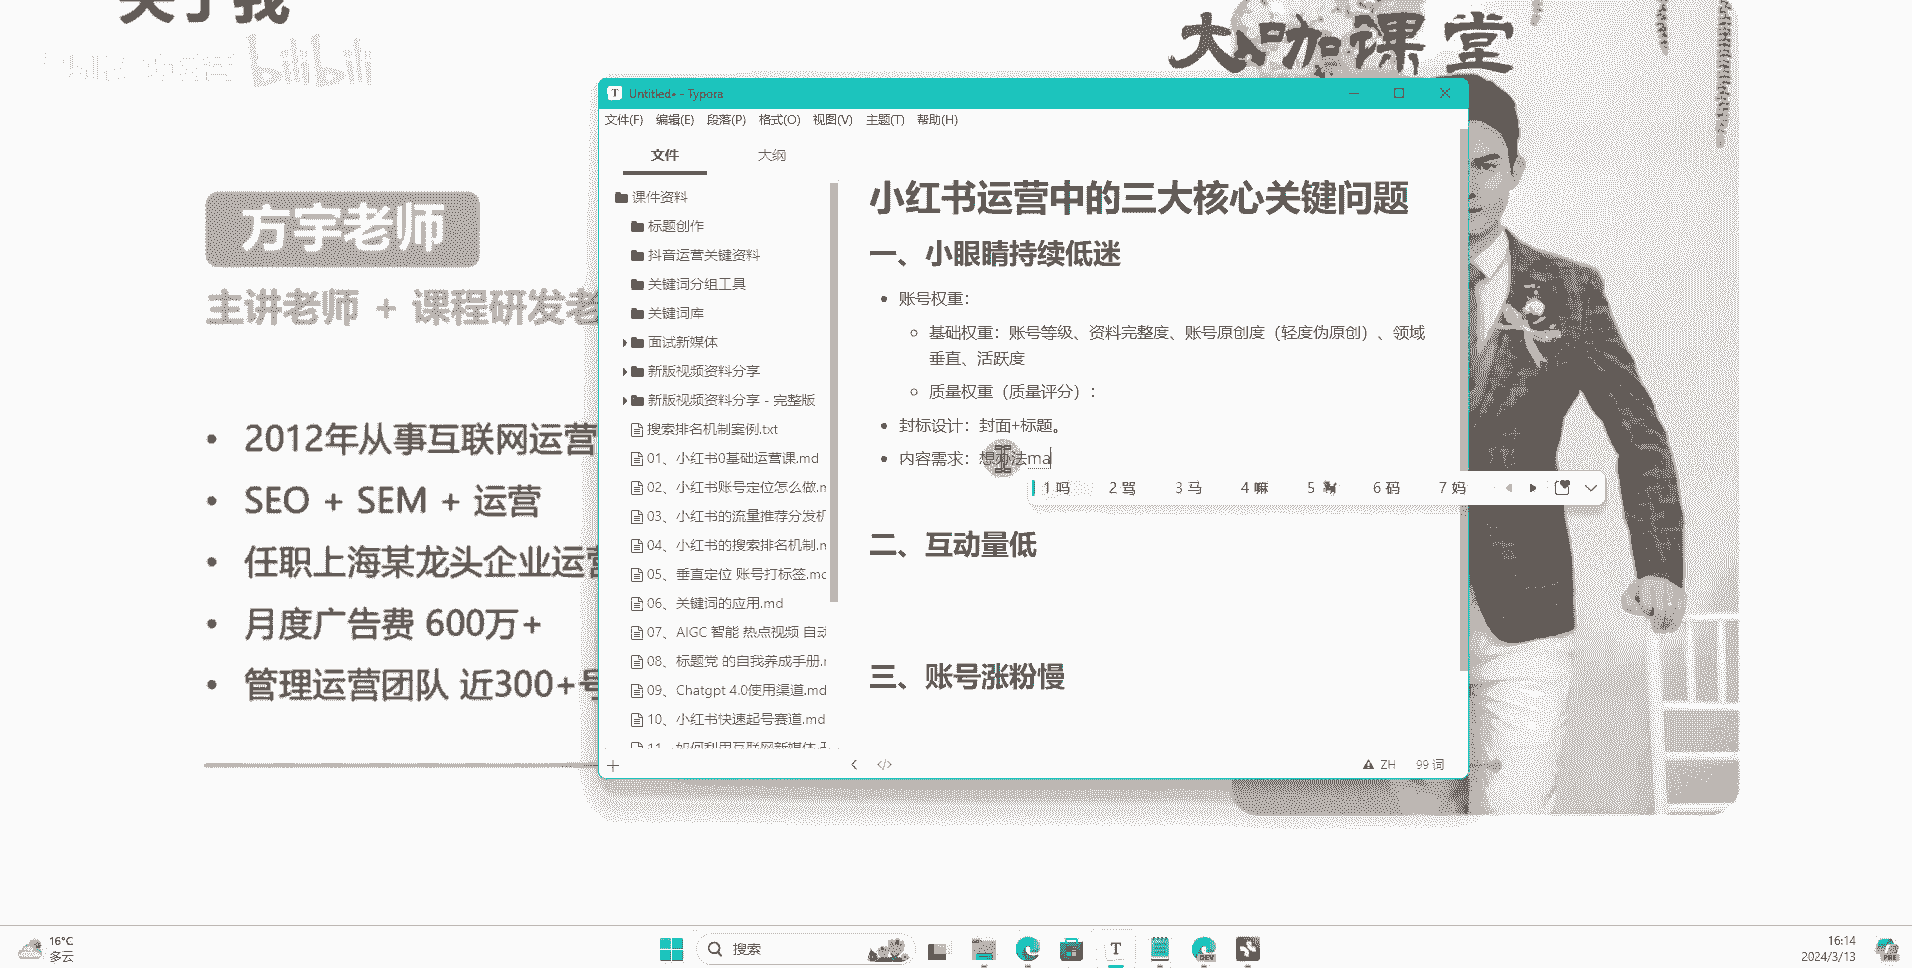 关于我
bilibili
大咖课堂
方宇老师
主讲老师 + 课程研发老
2012年从事互联网运营
SEO + SEM + 运营
任职上海某龙头企业运营
月度广告费 600万+
管理运营团队 近300+号
Untitled• - Typora
文件(F) 编辑(E) 段落(P) 格式(O) 视图(V) 主题(T) 帮助(H)
文件 大纲
课件资料
标题创作
抖音运营关键资料
关键词分组工具
关键词库
面试新媒体
新版视频资料分享
新版视频资料分享 - 完整版
搜索排名机制案例.txt
01、小红书0基础运营课.md
02、小红书账号定位怎么做.m
03、小红书的流量推荐分发机
04、小红书的搜索排名机制.m
05、垂直定位 账号打标签.md
06、关键词的应用.md
07、AIGC 智能 热点视频 自动
08、标题党 的自我养成手册.m
09、Chatgpt 4.0使用渠道.md
10、小红书快速起号赛道.md
11、如何利用互联网新媒体
小红书运营中的三大核心关键问题
一、小眼睛持续低迷
账号权重：
基础权重：账号等级、资料完整度、账号原创度（轻度伪原创）、领域
垂直、活跃度
质量权重（质量评分）：
封标设计：封面+标题。
内容需求：想办法ma
1 吗 2 骂 3 马 4 嘛 5 6 码 7 妈
二、互动量低
三、账号涨粉慢
ZH 99 词
16°C
多云
搜索
T
DEV
16:14
2024/3/13
PRE